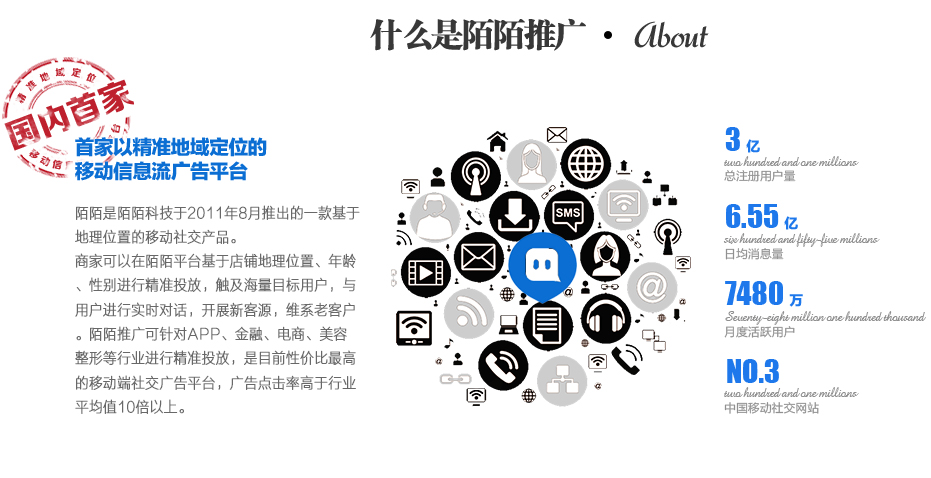 什么是陌陌推广 · About
精准地域定位
国内首家
移动信
首家以精准地域定位的
移动信息流广告平台
陌陌是陌陌科技于2011年8月推出的一款基于
地理位置的移动社交产品。
商家可以在陌陌平台基于店铺地理位置、年龄
、性别进行精准投放，触及海量目标用户，与
用户进行实时对话，开展新客源，维系老客户
。陌陌推广可针对APP、金融、电商、美容
整形等行业进行精准投放，是目前性价比最高
的移动端社交广告平台，广告点击率高于行业
平均值10倍以上。
SMS
@
3 亿
two hundred and one millions
总注册用户量
6.55 亿
six hundred and fifty-five millions
日均消息量
7480 万
Seventy-eight million one hundred thousand
月度活跃用户
NO.3
two hundred and one millions
中国移动社交网站